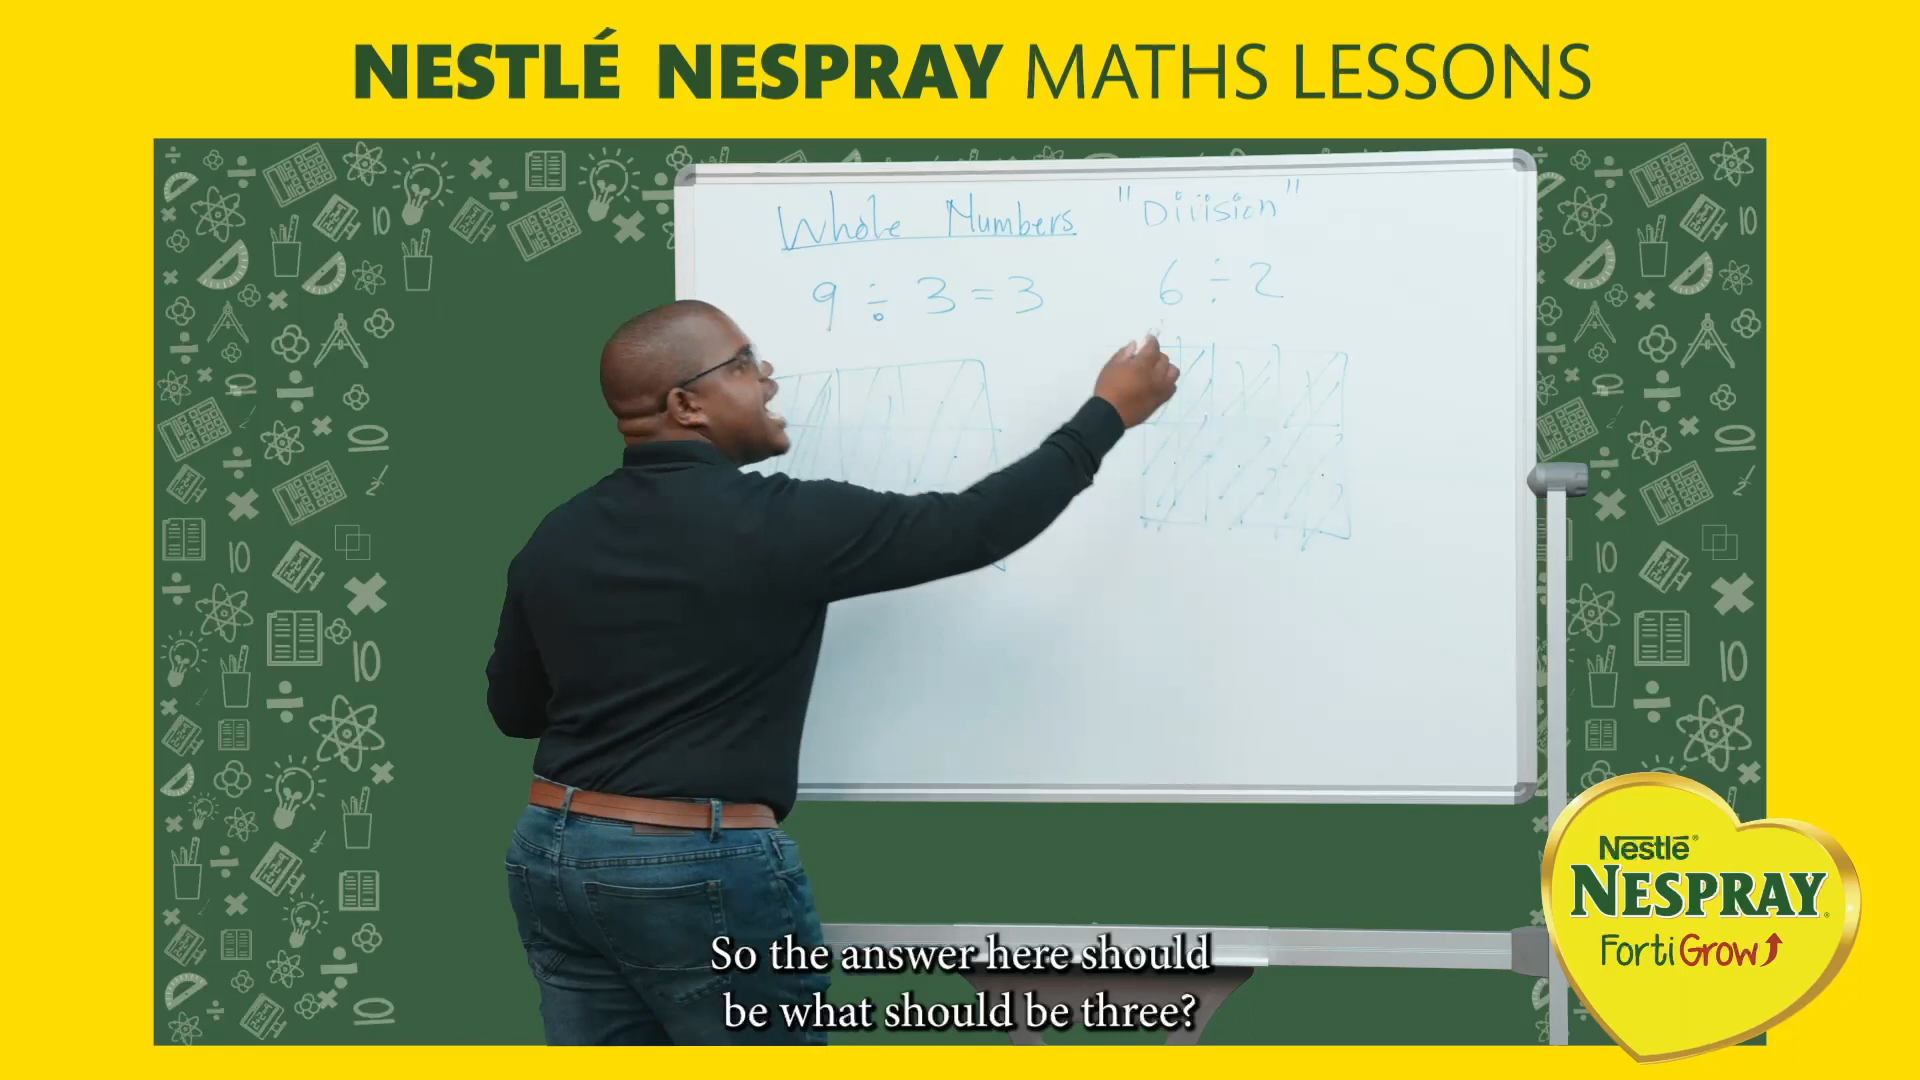 NESTLÉ NESPRAY MATHS LESSONS
Whole Numbers "Division"
9 ÷ 3 = 3
6 ÷ 2
Nestlé®
NESPRAY®
FortiGrow
So the answer here should
be what should be three?